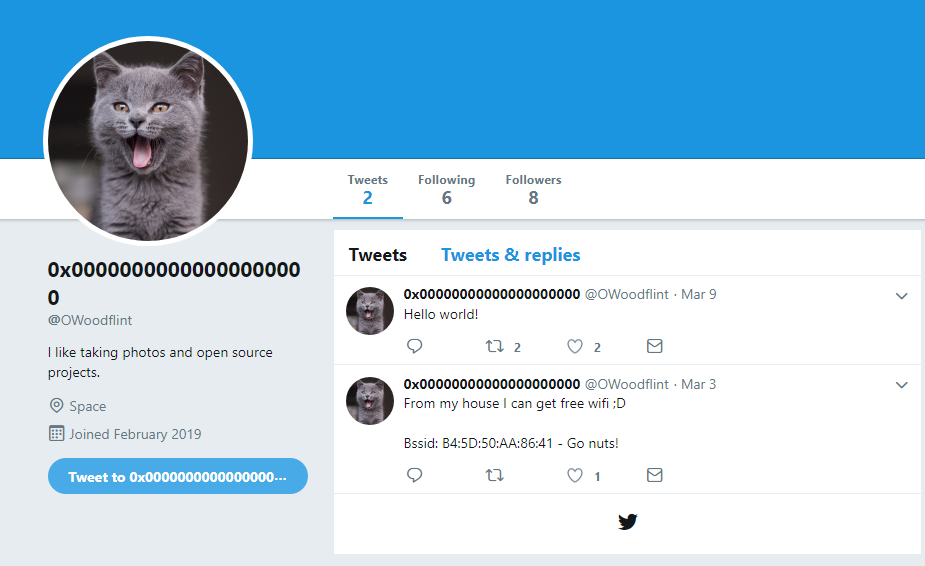 Tweets
2
Following
6
Followers
8
0x0000000000000000000
0
@OWoodflint
I like taking photos and open source
projects.
Space
Joined February 2019
Tweet to 0x0000000000000000···
Tweets Tweets & replies
0x00000000000000000000 @OWoodflint · Mar 9
Hello world!
2 2
0x00000000000000000000 @OWoodflint · Mar 3
From my house I can get free wifi ;D
Bssid: B4:5D:50:AA:86:41 - Go nuts!
1